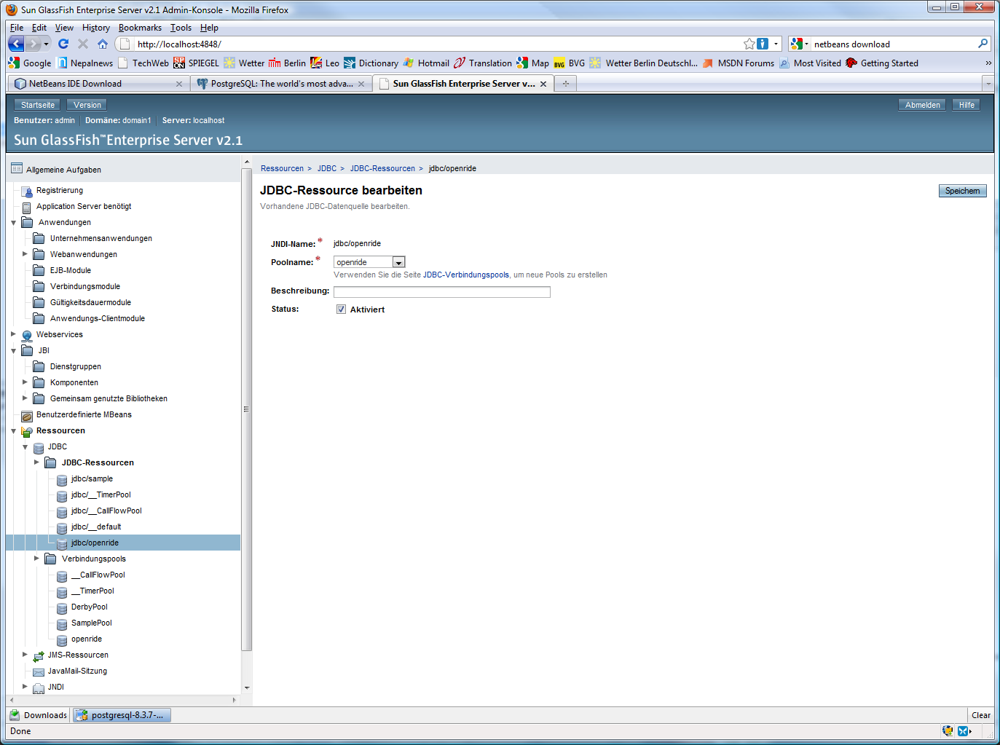 Sun GlassFish Enterprise Server v2.1 Admin-Konsole - Mozilla Firefox
File Edit View History Bookmarks Tools Help
http://localhost:4848/
netbeans download
Google Nepalnews TechWeb SPIEGEL Wetter Berlin Leo Dictionary Hotmail Translation Map BVG Wetter Berlin Deutschl... MSDN Forums Most Visited Getting Started »
NetBeans IDE Download PostgreSQL: The world's most adva... Sun GlassFish Enterprise Server v...
Startseite Version Abmelden Hilfe
Benutzer: admin Domäne: domain1 Server: localhost
Sun GlassFish™ Enterprise Server v2.1
Allgemeine Aufgaben
Registrierung
Application Server benötigt
Anwendungen
Unternehmensanwendungen
Webanwendungen
EJB-Module
Verbindungsmodule
Gültigkeitsdauermodule
Anwendungs-Clientmodule
Webservices
JBI
Dienstgruppen
Komponenten
Gemeinsam genutzte Bibliotheken
Benutzerdefinierte MBeans
Ressourcen
JDBC
JDBC-Ressourcen
jdbc/sample
jdbc/__TimerPool
jdbc/__CallFlowPool
jdbc/__default
jdbc/openride
Verbindungspools
__CallFlowPool
__TimerPool
DerbyPool
SamplePool
openride
JMS-Ressourcen
JavaMail-Sitzung
JNDI
Ressourcen > JDBC > JDBC-Ressourcen > jdbc/openride
JDBC-Ressource bearbeiten
Speichern
Vorhandene JDBC-Datenquelle bearbeiten.
JNDI-Name: * jdbc/openride
Poolname: * openride
Verwenden Sie die Seite JDBC-Verbindungspools, um neue Pools zu erstellen
Beschreibung:
Status: Aktiviert
Downloads postgresql-8.3.7-... Clear
Done